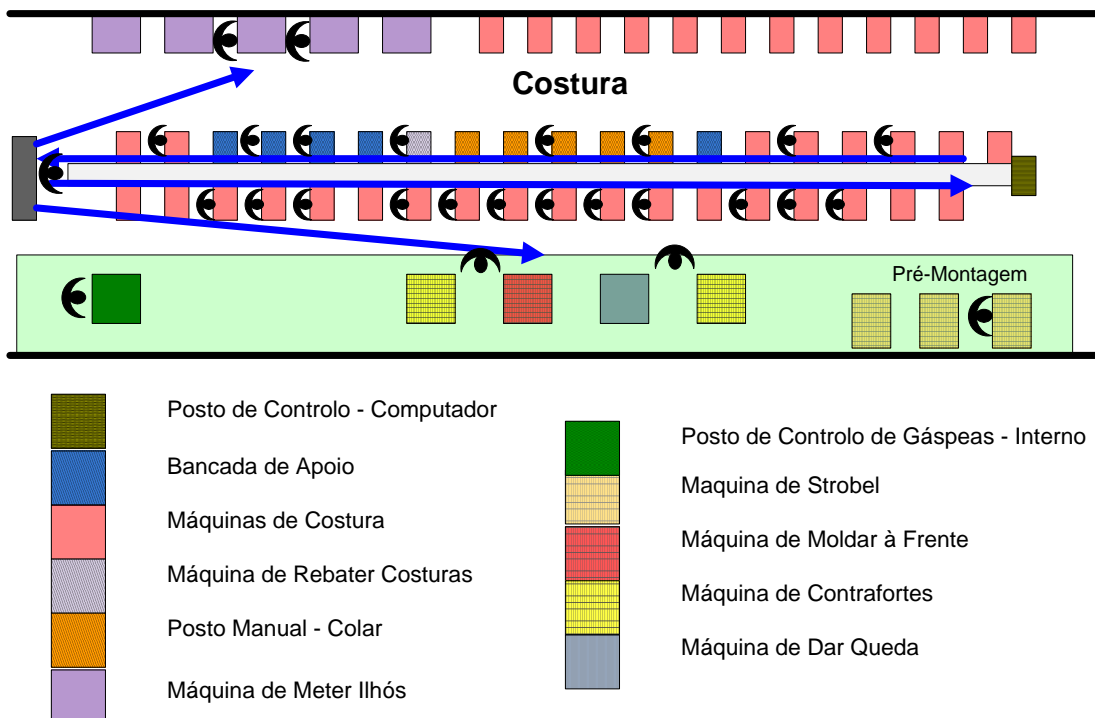 Costura
Pré-Montagem
Posto de Controlo - Computador
Bancada de Apoio
Máquinas de Costura
Máquina de Rebater Costuras
Posto Manual - Colar
Máquina de Meter Ilhós
Posto de Controlo de Gáspeas - Interno
Maquina de Strobel
Máquina de Moldar à Frente
Máquina de Contrafortes
Máquina de Dar Queda